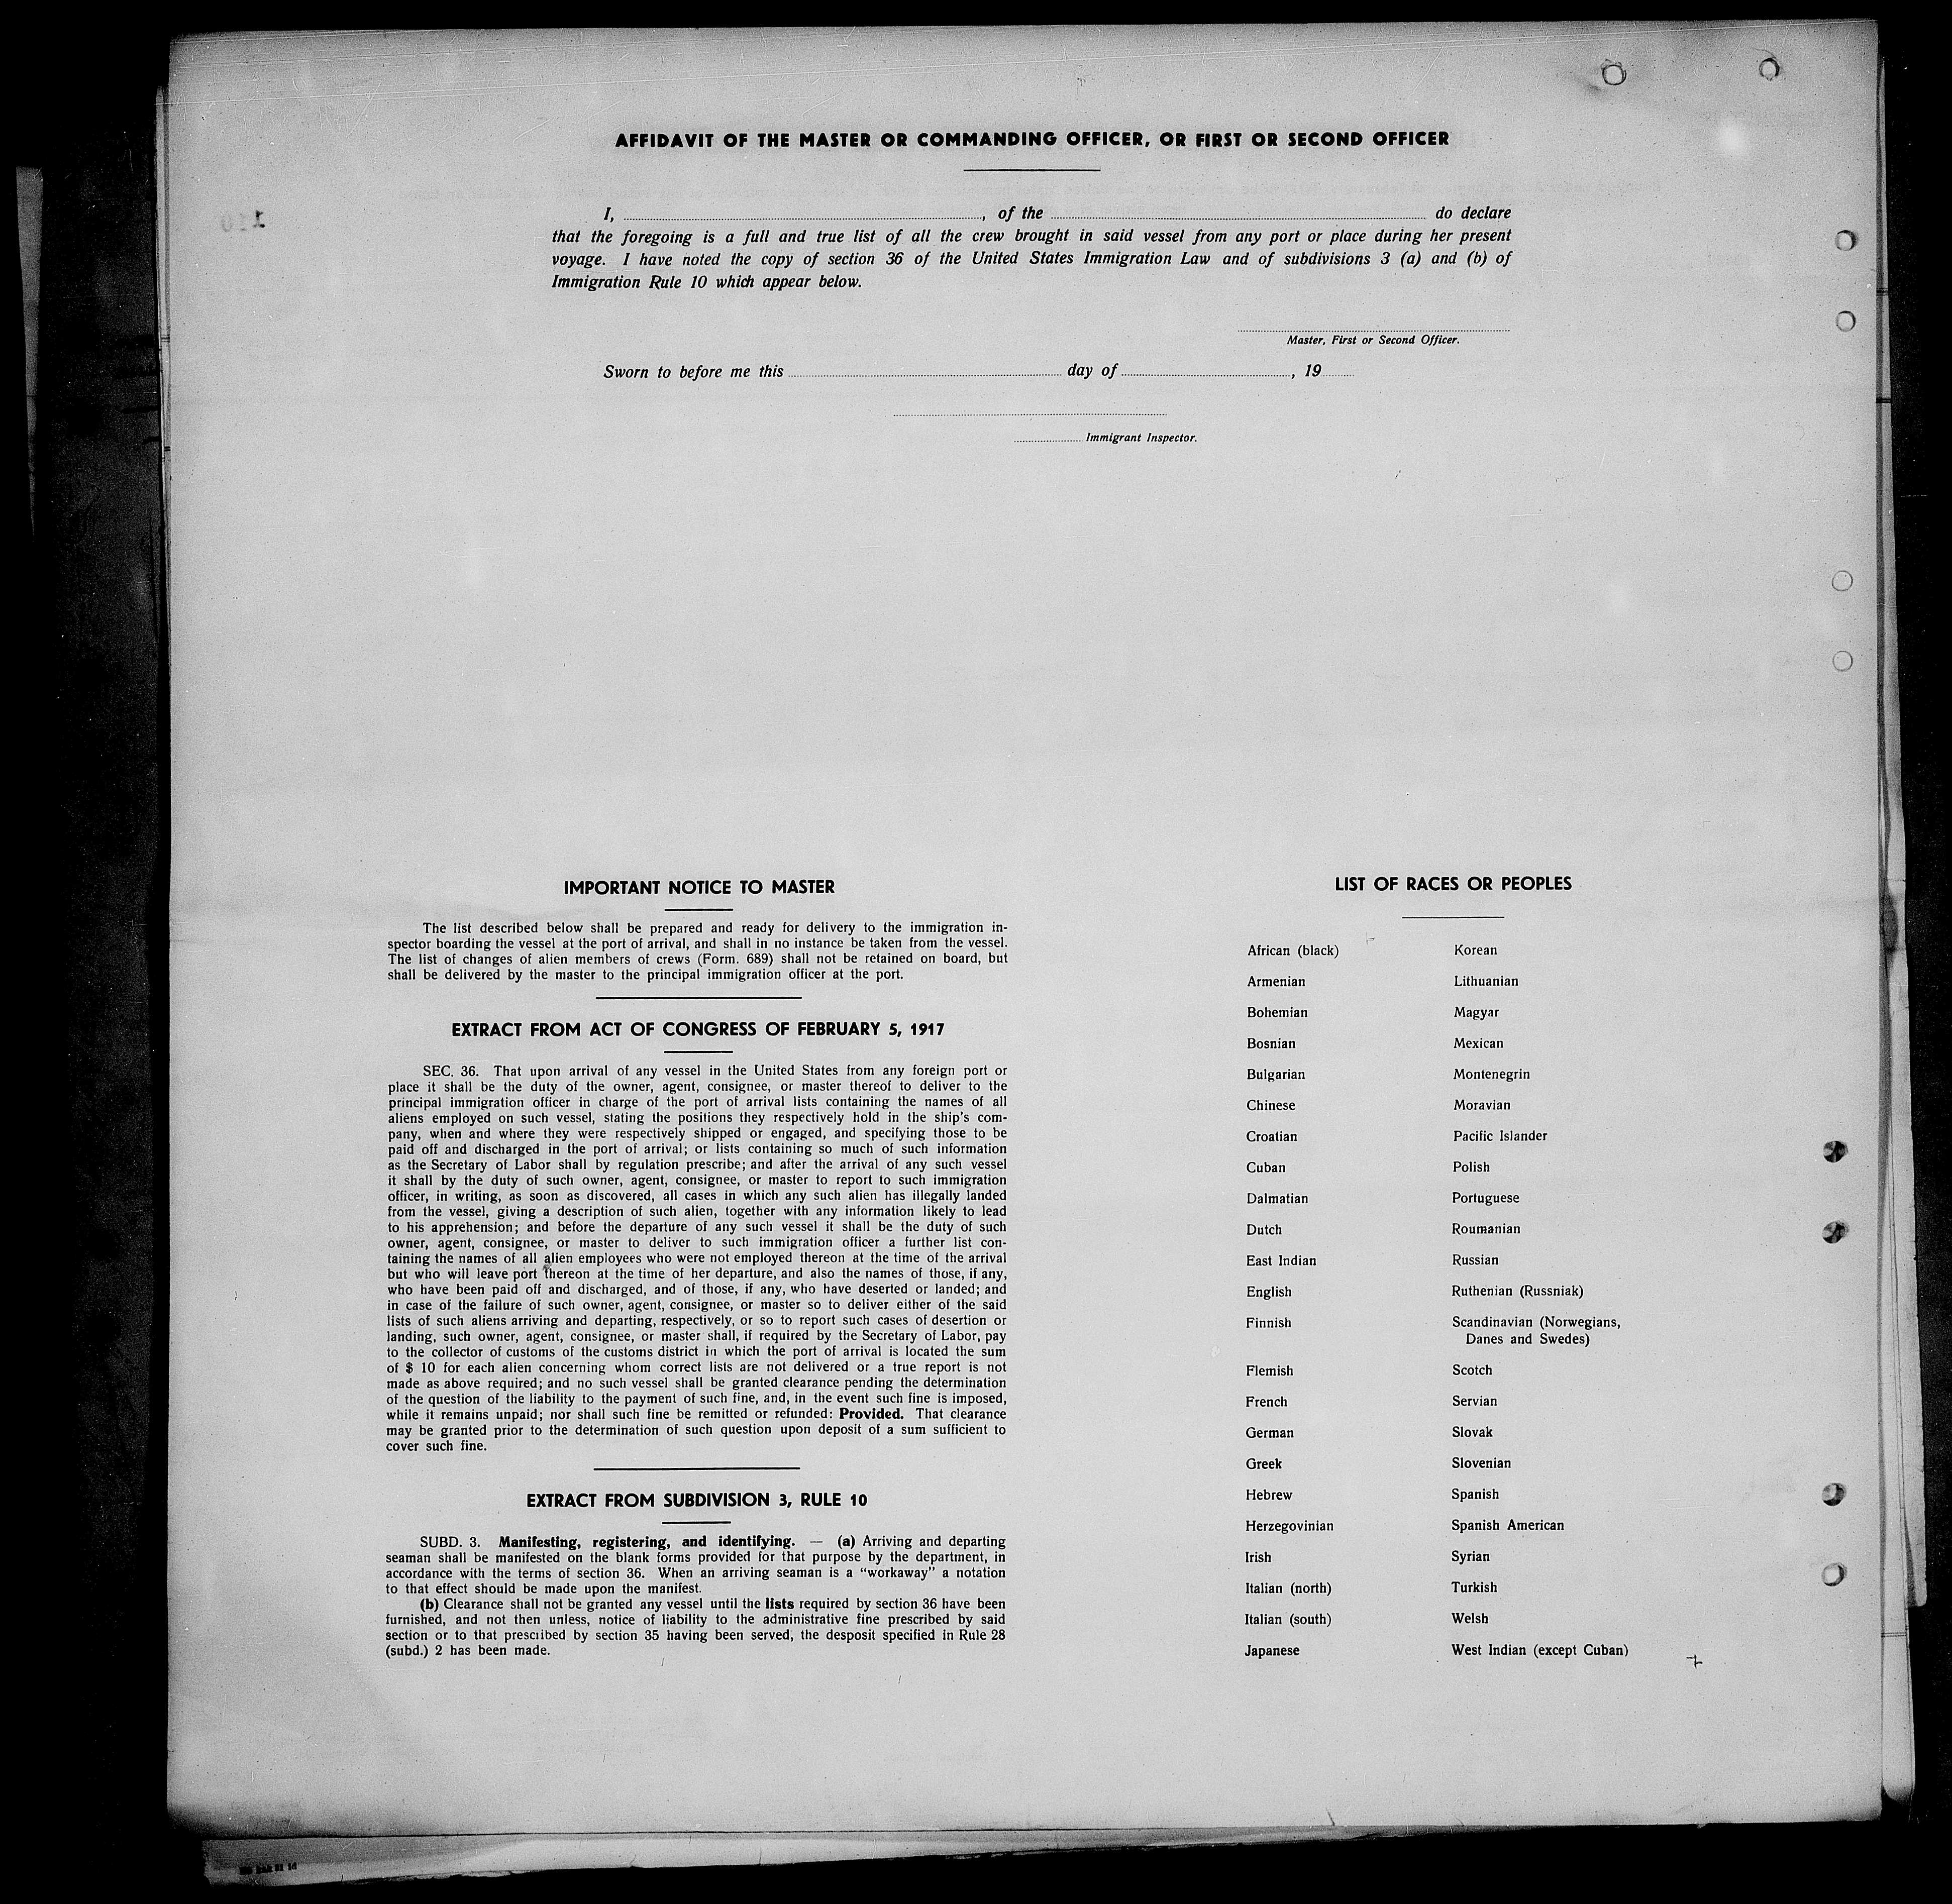 AFFIDAVIT OF THE MASTER OR COMMANDING OFFICER, OR FIRST OR SECOND OFFICER
I, , of the do declare
that the foregoing is a full and true list of all the crew brought in said vessel from any port or place during her present
voyage. I have noted the copy of section 36 of the United States Immigration Law and of subdivisions 3 (a) and (b) of
Immigration Rule 10 which appear below.
Master, First or Second Officer.
Sworn to before me this day of , 19
Immigrant Inspector.
IMPORTANT NOTICE TO MASTER
The list described below shall be prepared and ready for delivery to the immigration in-
spector boarding the vessel at the port of arrival, and shall in no instance be taken from the vessel.
The list of changes of alien members of crews (Form. 689) shall not be retained on board, but
shall be delivered by the master to the principal immigration officer at the port.
EXTRACT FROM ACT OF CONGRESS OF FEBRUARY 5, 1917
SEC. 36. That upon arrival of any vessel in the United States from any foreign port or
place it shall be the duty of the owner, agent, consignee, or master thereof to deliver to the
principal immigration officer in charge of the port of arrival lists containing the names of all
aliens employed on such vessel, stating the positions they respectively hold in the ship's com-
pany, when and where they were respectively shipped or engaged, and specifying those to be
paid off and discharged in the port of arrival; or lists containing so much of such information
as the Secretary of Labor shall by regulation prescribe; and after the arrival of any such vessel
it shall by the duty of such owner, agent, consignee, or master to report to such immigration
officer, in writing, as soon as discovered, all cases in which any such alien has illegally landed
from the vessel, giving a description of such alien, together with any information likely to lead
to his apprehension; and before the departure of any such vessel it shall be the duty of such
owner, agent, consignee, or master to deliver to such immigration officer a further list con-
taining the names of all alien employees who were not employed thereon at the time of the arrival
but who will leave port thereon at the time of her departure, and also the names of those, if any,
who have been paid off and discharged, and of those, if any, who have deserted or landed; and
in case of the failure of such owner, agent, consignee, or master so to deliver either of the said
lists of such aliens arriving and departing, respectively, or so to report such cases of desertion or
landing, such owner, agent, consignee, or master shall, if required by the Secretary of Labor, pay
to the collector of customs of the customs district in which the port of arrival is located the sum
of $ 10 for each alien concerning whom correct lists are not delivered or a true report is not
made as above required; and no such vessel shall be granted clearance pending the determination
of the question of the liability to the payment of such fine, and, in the event such fine is imposed,
while it remains unpaid; nor shall such fine be remitted or refunded: Provided. That clearance
may be granted prior to the determination of such question upon deposit of a sum sufficient to
cover such fine.
EXTRACT FROM SUBDIVISION 3, RULE 10
SUBD. 3. Manifesting, registering, and identifying. — (a) Arriving and departing
seaman shall be manifested on the blank forms provided for that purpose by the department, in
accordance with the terms of section 36. When an arriving seaman is a "workaway" a notation
to that effect should be made upon the manifest.
(b) Clearance shall not be granted any vessel until the lists required by section 36 have been
furnished, and not then unless, notice of liability to the administrative fine prescribed by said
section or to that prescribed by section 35 having been served, the desposit specified in Rule 28
(subd.) 2 has been made.
LIST OF RACES OR PEOPLES
African (black) Korean
Armenian Lithuanian
Bohemian Magyar
Bosnian Mexican
Bulgarian Montenegrin
Chinese Moravian
Croatian Pacific Islander
Cuban Polish
Dalmatian Portuguese
Dutch Roumanian
East Indian Russian
English Ruthenian (Russniak)
Finnish Scandinavian (Norwegians,
Danes and Swedes)
Flemish Scotch
French Servian
German Slovak
Greek Slovenian
Hebrew Spanish
Herzegovinian Spanish American
Irish Syrian
Italian (north) Turkish
Italian (south) Welsh
Japanese West Indian (except Cuban)